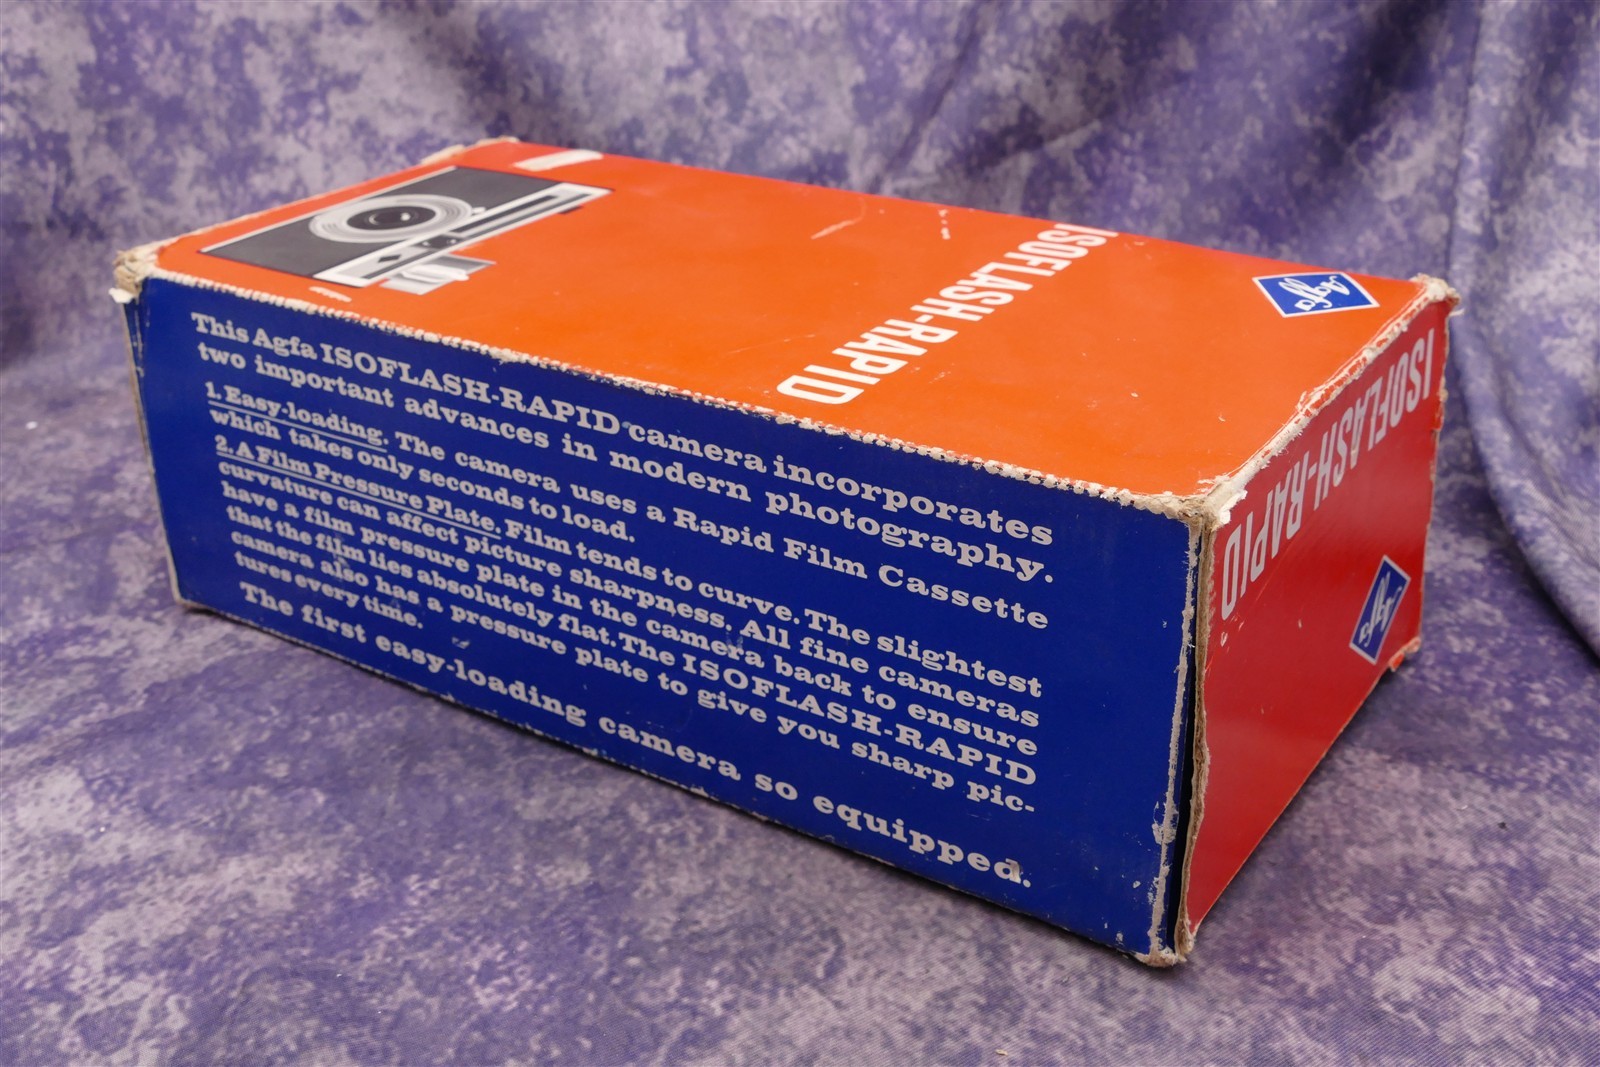 ISOFLASH-RAPID
Agfa
This Agfa ISOFLASH-RAPID camera incorporates
two important advances in modern photography.
1. Easy-loading. The camera uses a Rapid Film Cassette
which takes only seconds to load.
2. A Film Pressure Plate. Film tends to curve. The slightest
curvature can affect picture sharpness. All fine cameras
have a film pressure plate in the camera back to ensure
that the film lies absolutely flat. The ISOFLASH-RAPID
camera also has a pressure plate to give you sharp pic-
tures every time.
The first easy-loading camera so equipped.
ISOFLASH-RAPID
Agfa